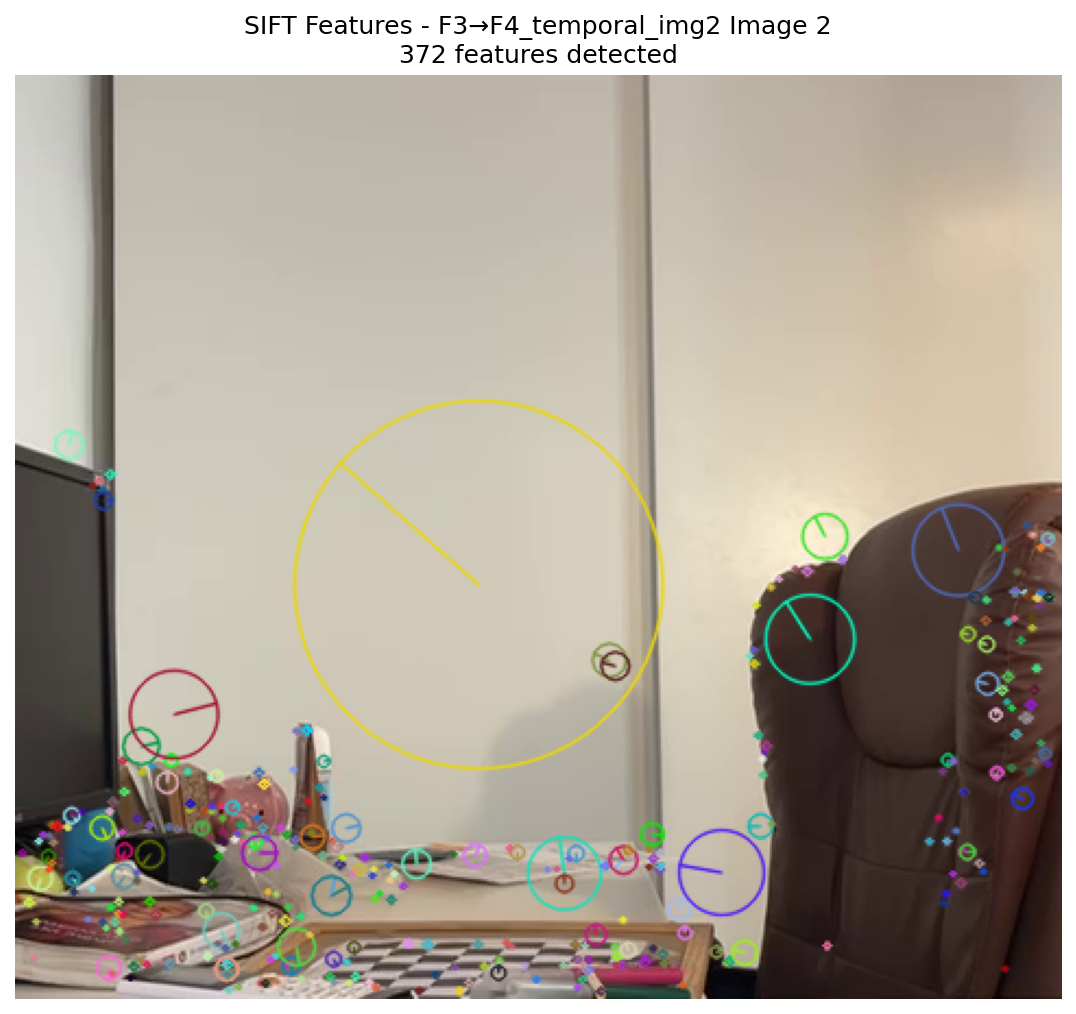 SIFT Features - F3→F4_temporal_img2 Image 2
372 features detected